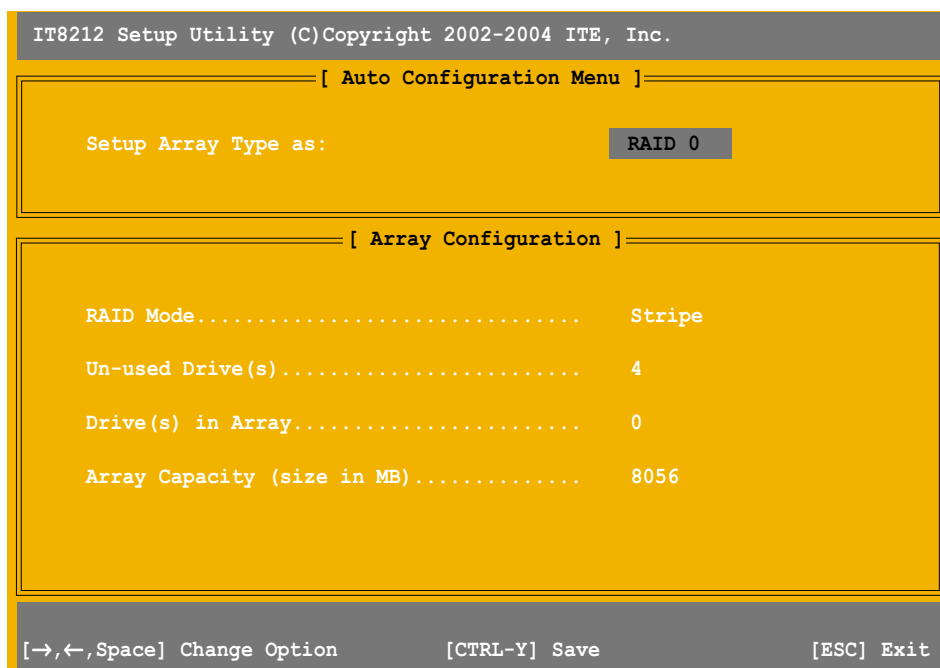 IT8212 Setup Utility (C)Copyright 2002-2004 ITE, Inc.
[ Auto Configuration Menu ]
Setup Array Type as: RAID 0
[ Array Configuration ]
RAID Mode................................ Stripe
Un-used Drive(s)......................... 4
Drive(s) in Array........................ 0
Array Capacity (size in MB).............. 8056
[→,←,Space] Change Option [CTRL-Y] Save [ESC] Exit